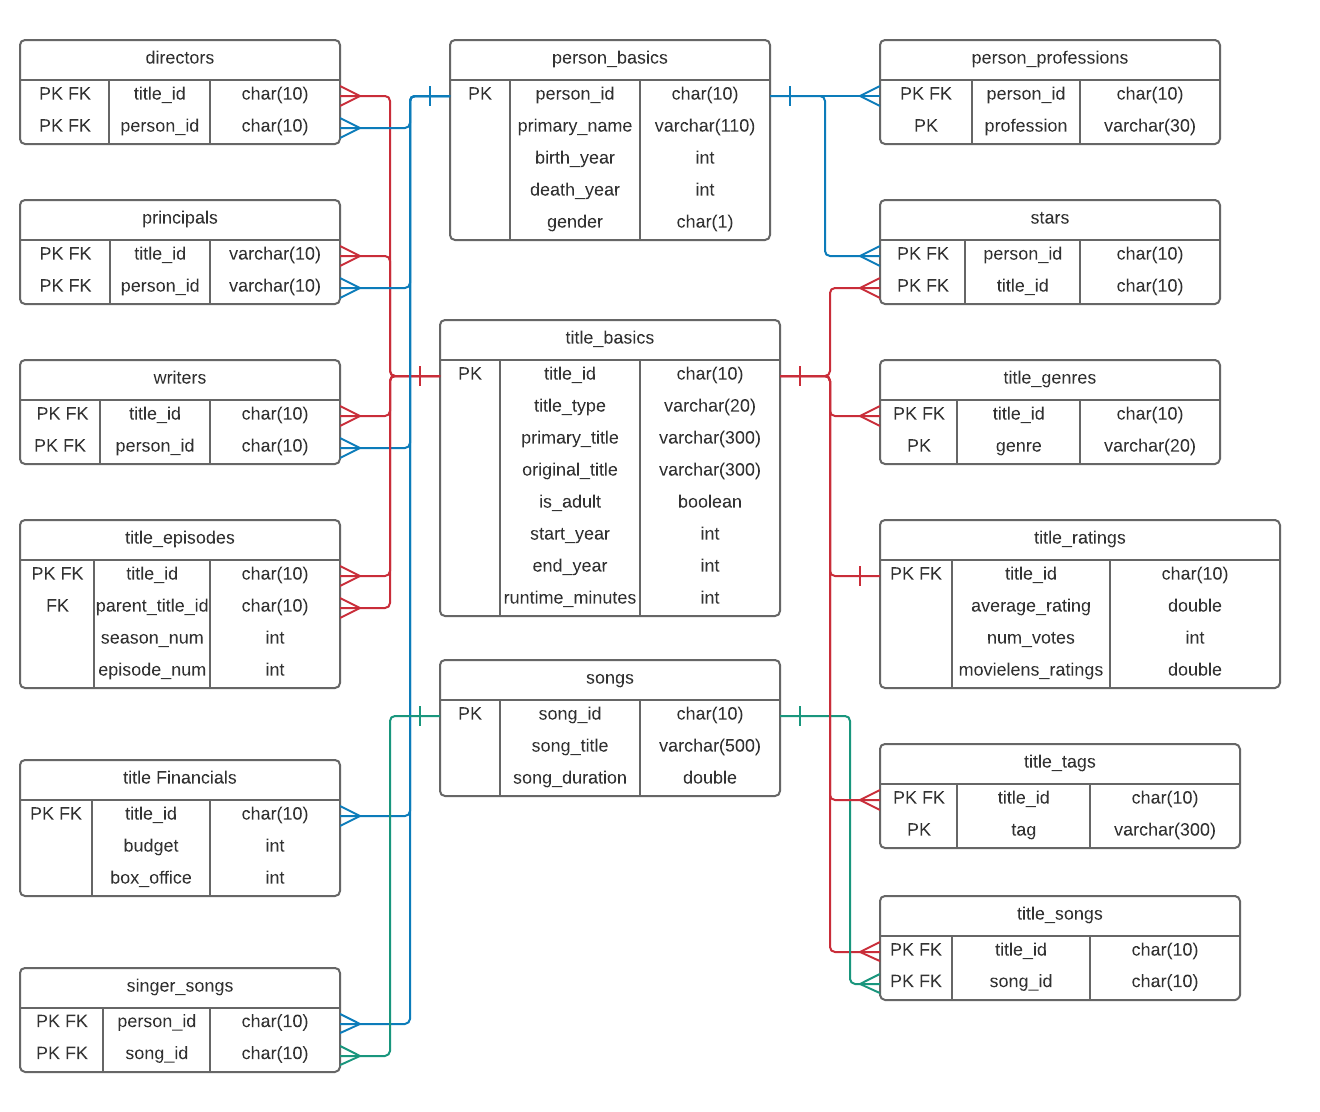 directors
PK FK title_id char(10)
PK FK person_id char(10)
principals
PK FK title_id varchar(10)
PK FK person_id varchar(10)
writers
PK FK title_id char(10)
PK FK person_id char(10)
title_episodes
PK FK title_id char(10)
FK parent_title_id char(10)
season_num int
episode_num int
title Financials
PK FK title_id char(10)
budget int
box_office int
singer_songs
PK FK person_id char(10)
PK FK song_id char(10)
person_basics
PK person_id char(10)
primary_name varchar(110)
birth_year int
death_year int
gender char(1)
title_basics
PK title_id char(10)
title_type varchar(20)
primary_title varchar(300)
original_title varchar(300)
is_adult boolean
start_year int
end_year int
runtime_minutes int
songs
PK song_id char(10)
song_title varchar(500)
song_duration double
person_professions
PK FK person_id char(10)
PK profession varchar(30)
stars
PK FK person_id char(10)
PK FK title_id char(10)
title_genres
PK FK title_id char(10)
PK genre varchar(20)
title_ratings
PK FK title_id char(10)
average_rating double
num_votes int
movielens_ratings double
title_tags
PK FK title_id char(10)
PK tag varchar(300)
title_songs
PK FK title_id char(10)
PK FK song_id char(10)